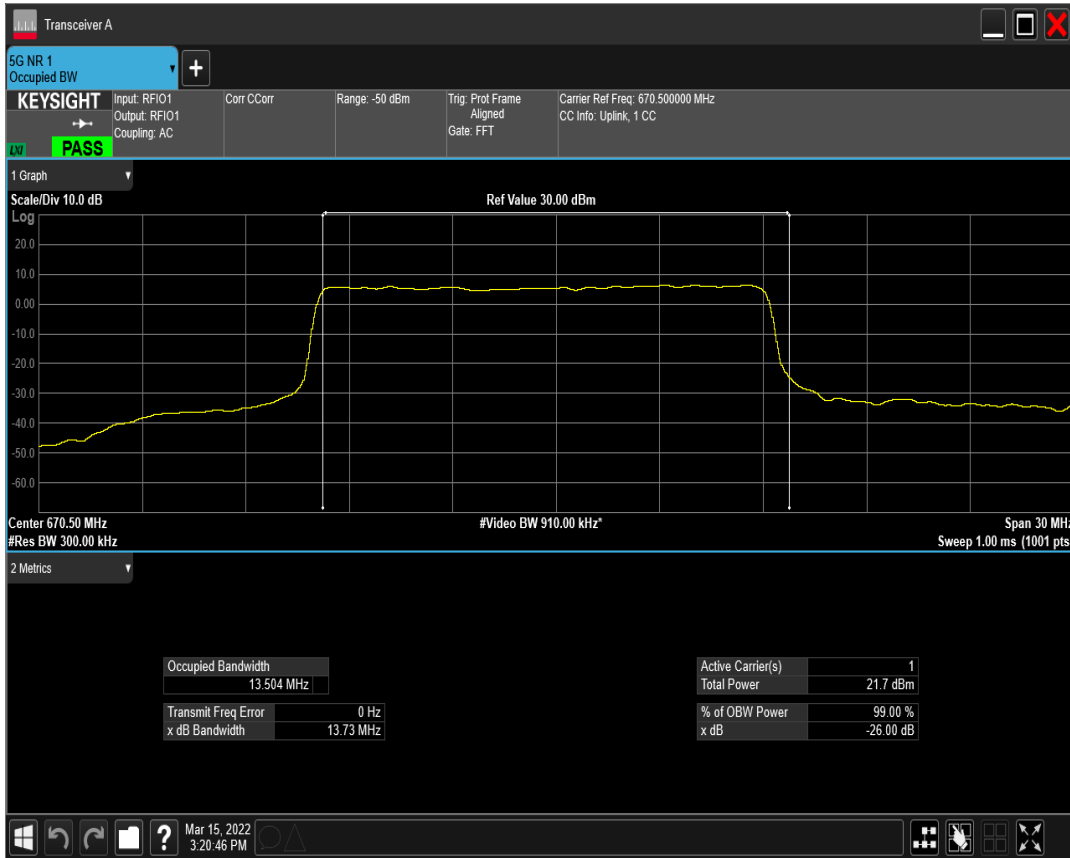 Transceiver A
5G NR 1
Occupied BW
KEYSIGHT
LXI
PASS
Input: RFIO1
Output: RFIO1
Coupling: AC
Corr CCorr
Range: -50 dBm
Trig: Prot Frame
Aligned
Gate: FFT
Carrier Ref Freq: 670.500000 MHz
CC Info: Uplink, 1 CC
1 Graph
Scale/Div 10.0 dB
Ref Value 30.00 dBm
Log
20.0
10.0
0.00
-10.0
-20.0
-30.0
-40.0
-50.0
-60.0
Center 670.50 MHz
#Video BW 910.00 kHz*
Span 30 MHz
#Res BW 300.00 kHz
Sweep 1.00 ms (1001 pts
2 Metrics
Occupied Bandwidth
13.504 MHz
Transmit Freq Error 0 Hz
x dB Bandwidth 13.73 MHz
Active Carrier(s) 1
Total Power 21.7 dBm
% of OBW Power 99.00 %
x dB -26.00 dB
?
Mar 15, 2022
3:20:46 PM